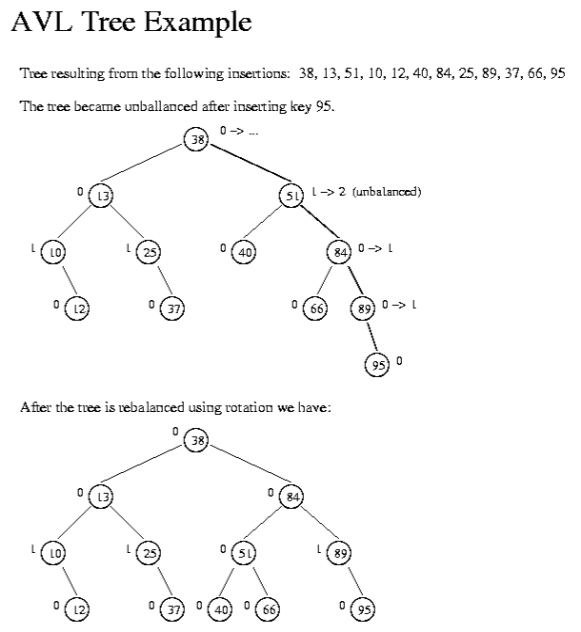 AVL Tree Example
Tree resulting from the following insertions: 38, 13, 51, 10, 12, 40, 84, 25, 89, 37, 66, 95
The tree became unballanced after inserting key 95.
38 0 -> ...
0 13 51 1 -> 2 (unbalanced)
1 10 1 25 0 40 84 0 -> 1
0 12 0 37 0 66 89 0 -> 1
95 0
After the tree is rebalanced using rotation we have:
0 38
0 13 0 84
1 10 1 25 0 51 1 89
0 12 0 37 0 40 0 66 0 95